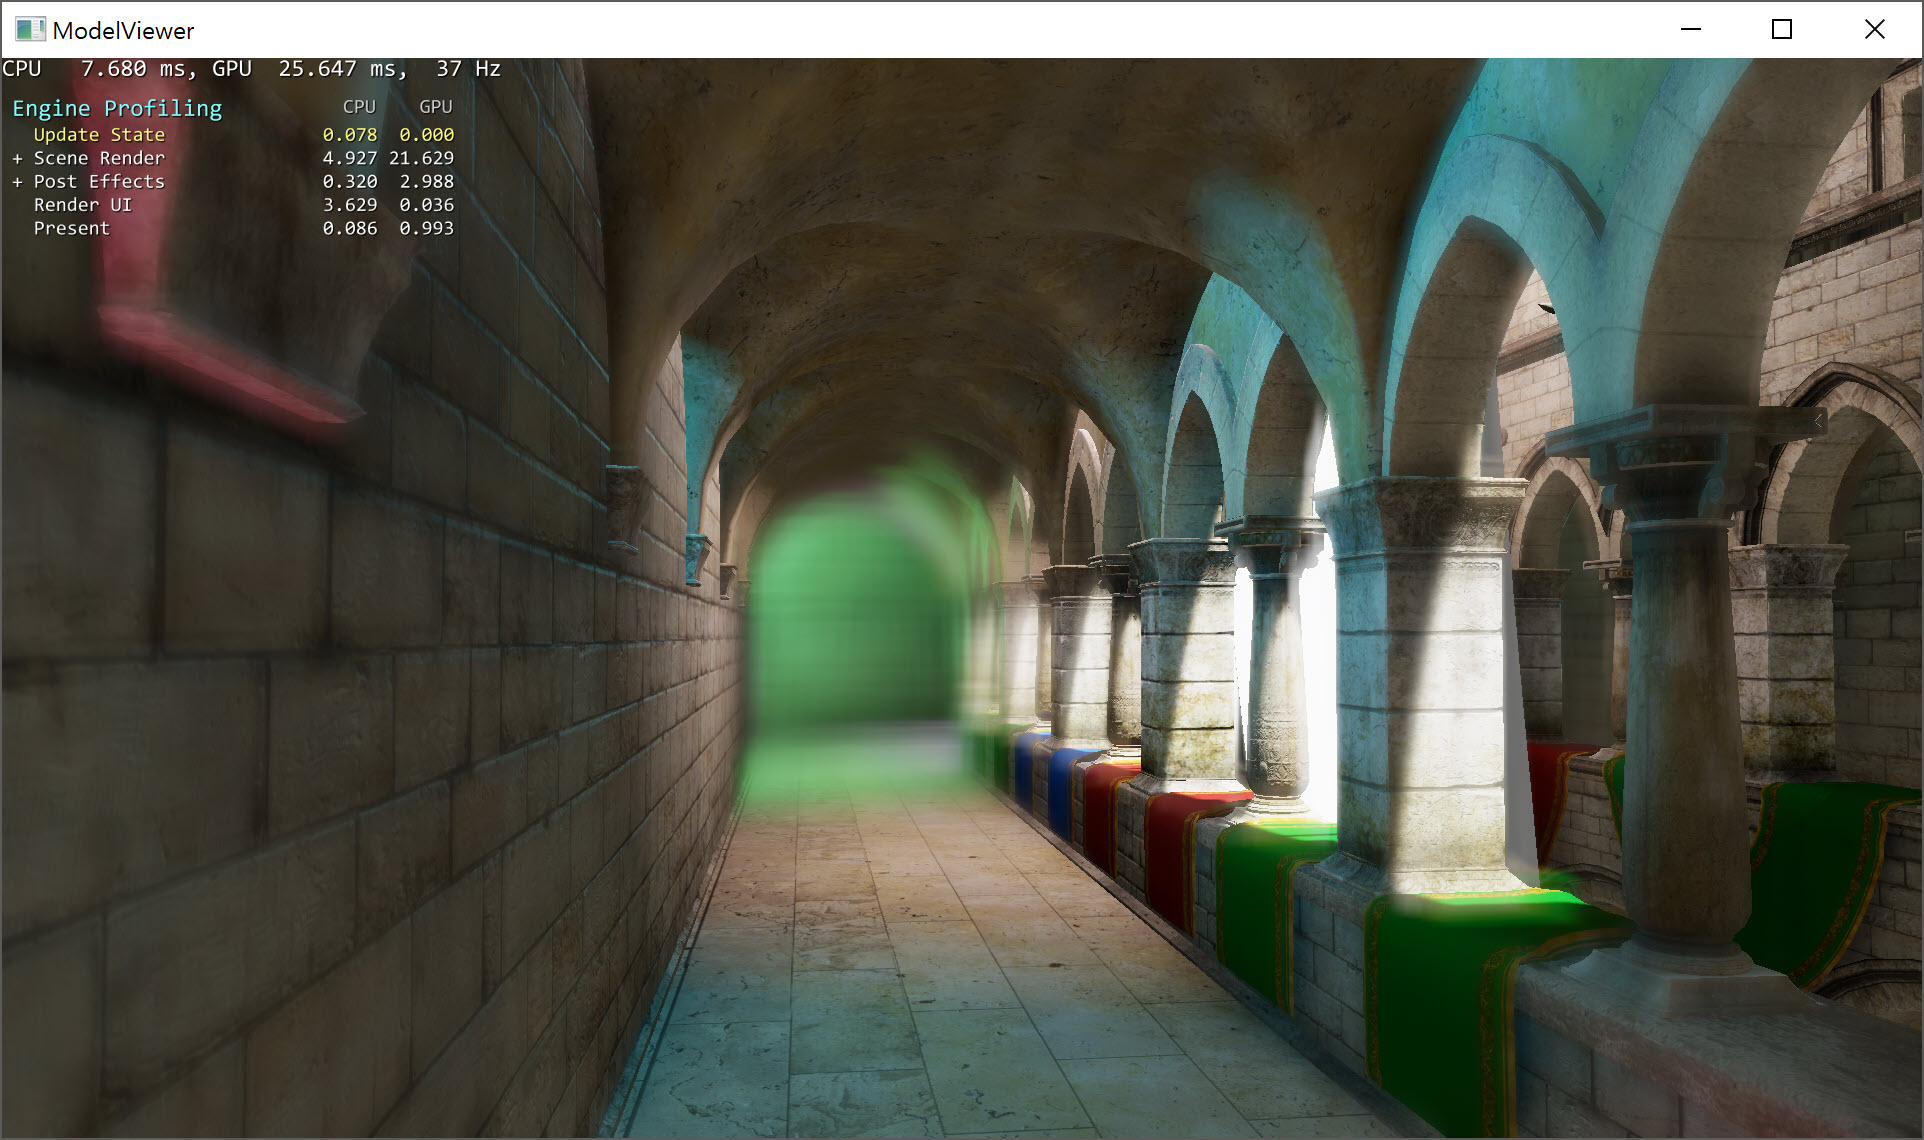 ModelViewer
CPU 7.680 ms, GPU 25.647 ms, 37 Hz
Engine Profiling CPU GPU
Update State 0.078 0.000
+ Scene Render 4.927 21.629
+ Post Effects 0.320 2.988
Render UI 3.629 0.036
Present 0.086 0.993